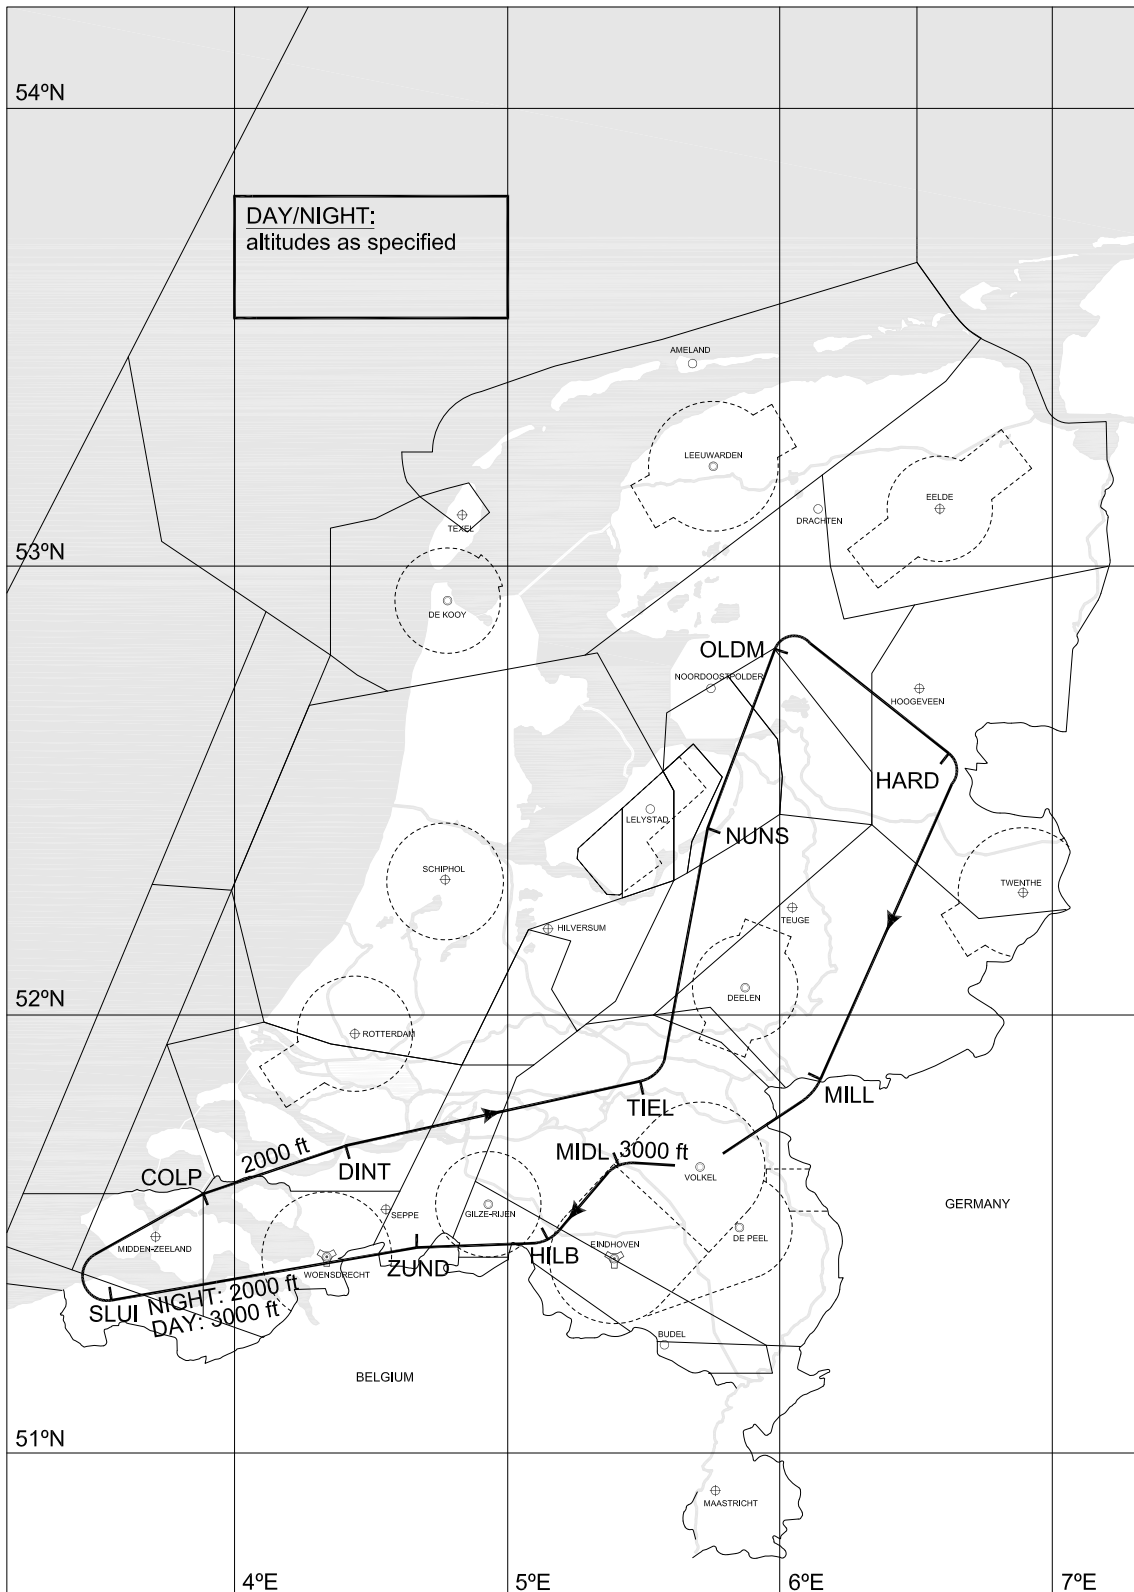 54ºN
DAY/NIGHT:
altitudes as specified
AMELAND
LEEUWARDEN
EELDE
DRACHTEN
TEXEL
53ºN
DE KOOY
OLDM
NOORDOOSTPOLDER
HOOGEVEEN
HARD
LELYSTAD
NUNS
SCHIPHOL
TWENTHE
TEUGE
HILVERSUM
DEELEN
52ºN
ROTTERDAM
MILL
TIEL
2000 ft
DINT
MIDL
3000 ft
VOLKEL
COLP
GERMANY
SEPPE
GILZE-RIJEN
DE PEEL
MIDDEN-ZEELAND
EINDHOVEN
HILB
ZUND
WOENSDRECHT
SLUI
NIGHT: 2000 ft
DAY: 3000 ft
BUDEL
BELGIUM
51ºN
MAASTRICHT
4ºE
5ºE
6ºE
7ºE